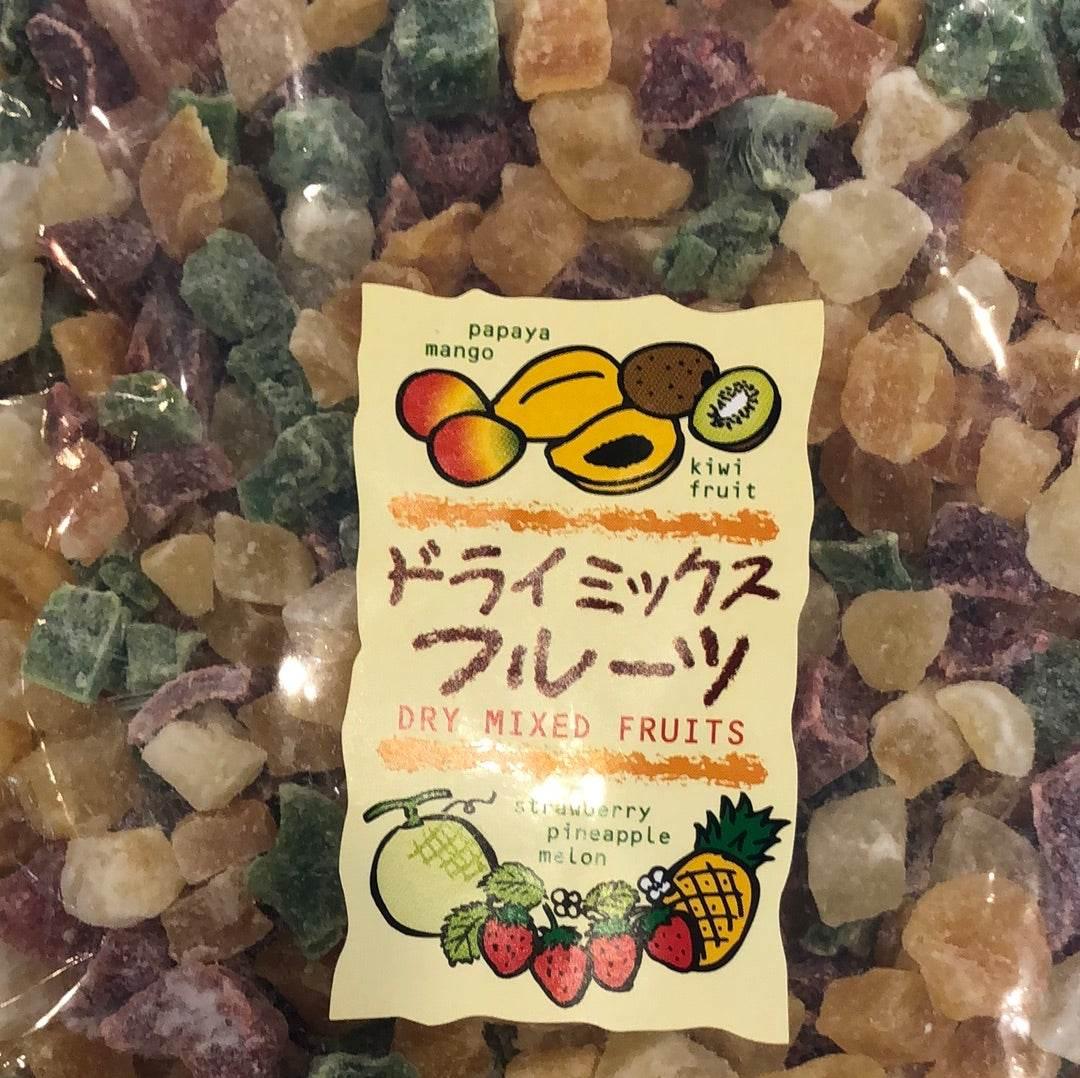 papaya
mango
kiwi
fruit
ドライミックス
フルーツ
DRY MIXED FRUITS
strawberry
pineapple
melon